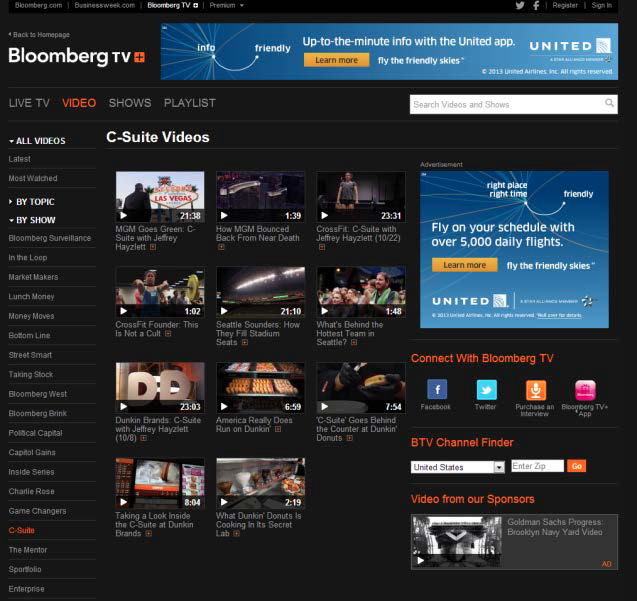 Bloomberg.com | Businessweek.com | Bloomberg TV + | Premium
Register | Sign In
Back to Homepage
Bloomberg TV +
info
friendly
Up-to-the-minute info with the United app.
Learn more
fly the friendly skies
UNITED
A STAR ALLIANCE MEMBER
© 2013 United Airlines, Inc. All rights reserved.
LIVE TV VIDEO SHOWS PLAYLIST
Search Videos and Shows
ALL VIDEOS
Latest
Most Watched
BY TOPIC
BY SHOW
Bloomberg Surveillance
In the Loop
Market Makers
Lunch Money
Money Moves
Bottom Line
Street Smart
Taking Stock
Bloomberg West
Bloomberg Brink
Political Capital
Capitol Gains
Inside Series
Charlie Rose
Game Changers
C-Suite
The Mentor
Sportfolio
Enterprise
C-Suite Videos
LAS VEGAS
21:38
MGM Goes Green: C-
Suite with Jeffrey
Hayzlett
1:39
How MGM Bounced
Back From Near Death
23:31
CrossFit: C-Suite with
Jeffrey Hayzlett (10/22)
1:02
CrossFit Founder: This
Is Not a Cult
21:10
Seattle Sounders: How
They Fill Stadium
Seats
1:48
What's Behind the
Hottest Team in
Seattle?
DD
23:03
Dunkin Brands: C-Suite
with Jeffrey Hayzlett
(10/8)
6:59
America Really Does
Run on Dunkin'
7:54
'C-Suite' Goes Behind
the Counter at Dunkin'
Donuts
8:04
Taking a Look Inside
the C-Suite at Dunkin
Brands
2:19
What Dunkin' Donuts Is
Cooking In Its Secret
Lab
Advertisement
right place
right time
friendly
Fly on your schedule with
over 5,000 daily flights.
Learn more
fly the friendly skies
UNITED
A STAR ALLIANCE MEMBER
© 2013 United Airlines, Inc. All rights reserved. *Roll over for details.
Connect With Bloomberg TV
Facebook
Twitter
Purchase an
Interview
Bloomberg TV+
App
BTV Channel Finder
United States
Enter Zip
Go
Video from our Sponsors
Goldman Sachs Progress:
Brooklyn Navy Yard Video
AD